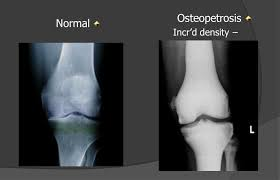 Normal
Osteopetrosis
Incr'd density –
L